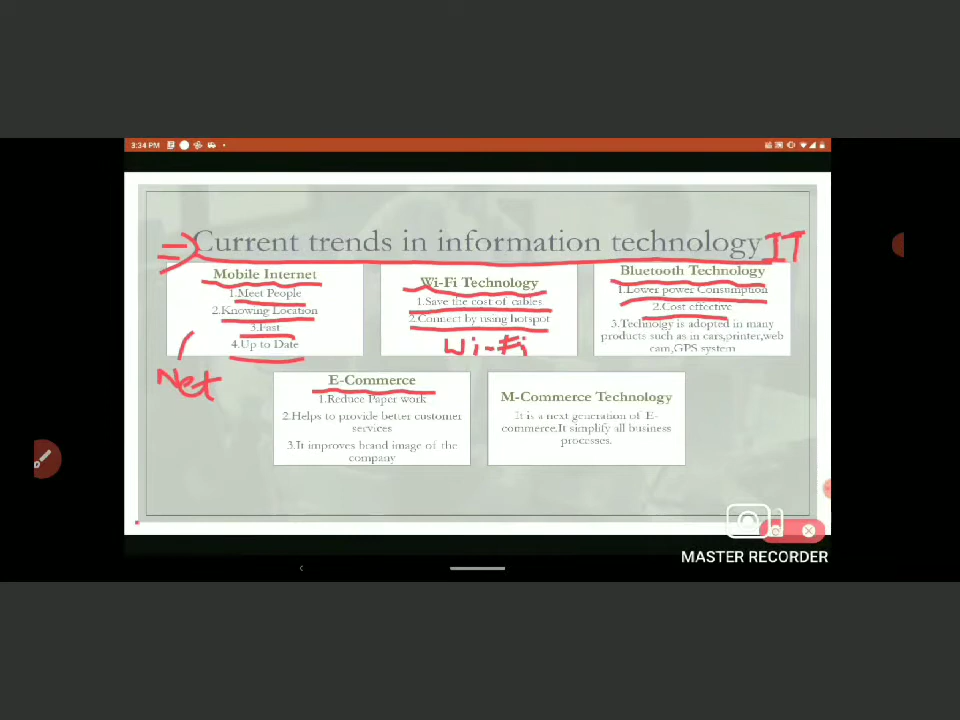 3:34 PM
Current trends in information technology IT
Mobile Internet
1.Meet People
2.Knowing Location
3.Fast
4.Up to Date
Net
Wi-Fi Technology
1.Save the cost of cables
2.Connect by using hotspot
Wi-Fi
Bluetooth Technology
1.Lower power Consumption
2.Cost effective
3.Technolgy is adopted in many
products such as in cars,printer,web
cam,GPS system
E-Commerce
1.Reduce Paper work
2.Helps to provide better customer
services
3.It improves brand image of the
company
M-Commerce Technology
It is a next generation of E-
commerce.It simplify all business
processes.
MASTER RECORDER